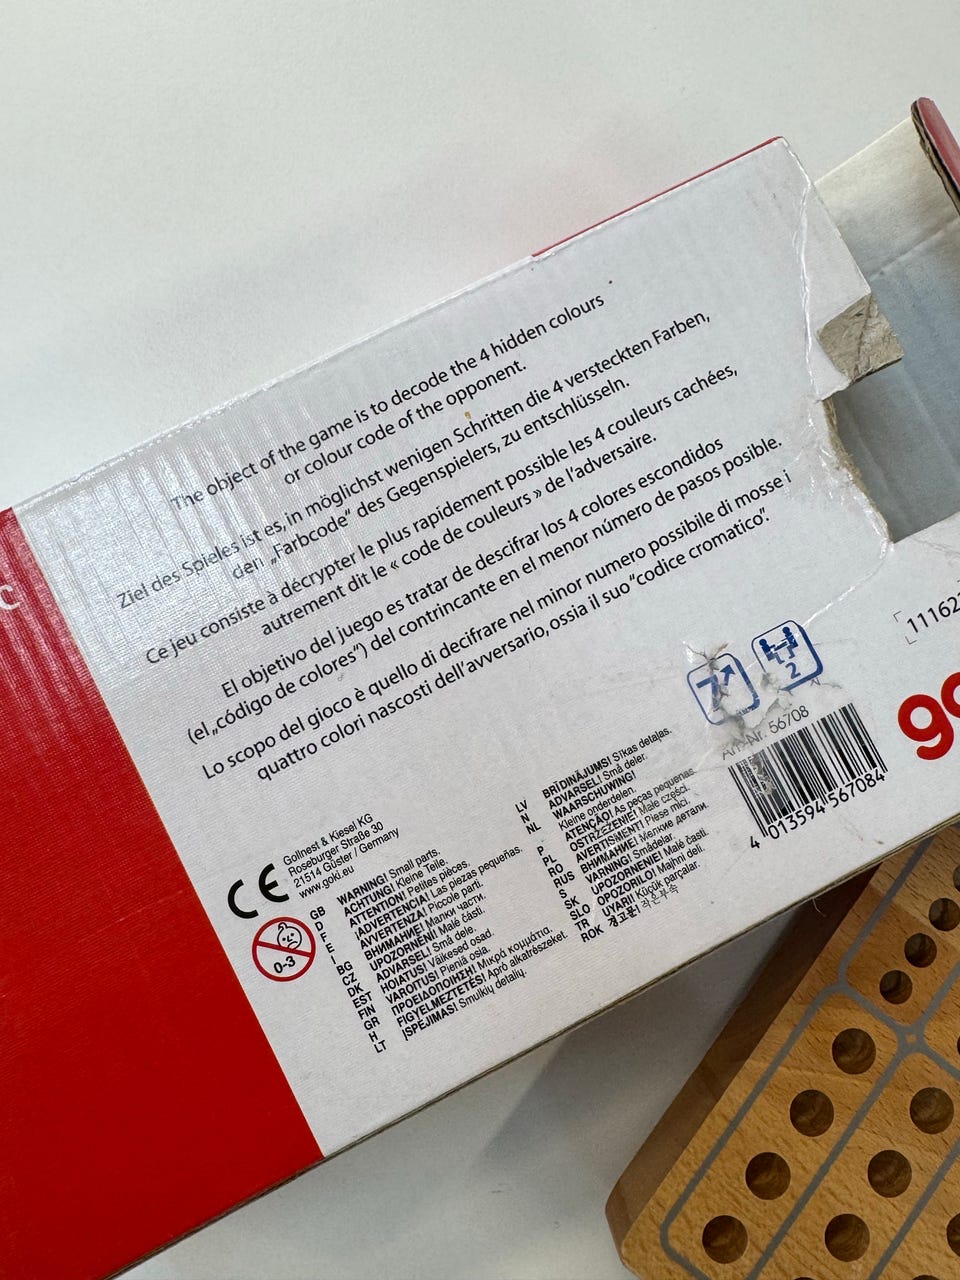 c
The object of the game is to decode the 4 hidden colours
or colour code of the opponent.
Ziel des Spieles ist es, in möglichst wenigen Schritten die 4 versteckten Farben,
den „Farbcode“ des Gegenspielers, zu entschlüsseln.
Ce jeu consiste à décrypter le plus rapidement possible les 4 couleurs cachées,
autrement dit le « code de couleurs » de l’adversaire.
El objetivo del juego es tratar de descifrar los 4 colores escondidos
(el„código de colores“) del contrincante en el menor número de pasos posible.
Lo scopo del gioco è quello di decifrare nel minor numero possibile di mosse i
quattro colori nascosti dell’avversario, ossia il suo“codice cromatico”.
7
2
Art.-Nr. 56708
4 013594 567084
11162
go
CE
Gollnest & Kiesel KG
Roseburger Straße 30
21514 Güster / Germany
www.goki.eu
0-3
GB WARNING! Small parts.
D ACHTUNG! Kleine Teile.
F ATTENTION! Petites pièces.
E ¡ADVERTENCIA! Las piezas pequeñas.
I AVVERTENZA! Piccole parti.
BG ВНИМАНИЕ! Малки части.
CZ UPOZORNĚNÍ! Malé části.
DK ADVARSEL! Små dele.
EST HOIATUS! Väikesed osad.
FIN VAROITUS! Pieniä osia.
GR ΠΡΟΕΙΔΟΠΟΙΗΣΗ! Μικρά κομμάτια.
H FIGYELMEZTETÉS! Apró alkatrészeket.
LT ĮSPĖJIMAS! Smulkių detalių.
LV BRĪDINĀJUMS! Sīkas detaļas.
N ADVARSEL! Små deler.
NL WAARSCHUWING!
Kleine onderdelen.
P ATENÇÃO! As peças pequenas.
PL OSTRZEŻENIE! Małe części.
RO AVERTISMENT! Piese mici.
RUS ВНИМАНИЕ! Мелкие детали.
S VARNING! Smådelar.
SK UPOZORNENIE! Malé časti.
SLO OPOZORILO! Majhni deli.
TR UYARI! Küçük parçalar.
ROK 경고문! 작은부속